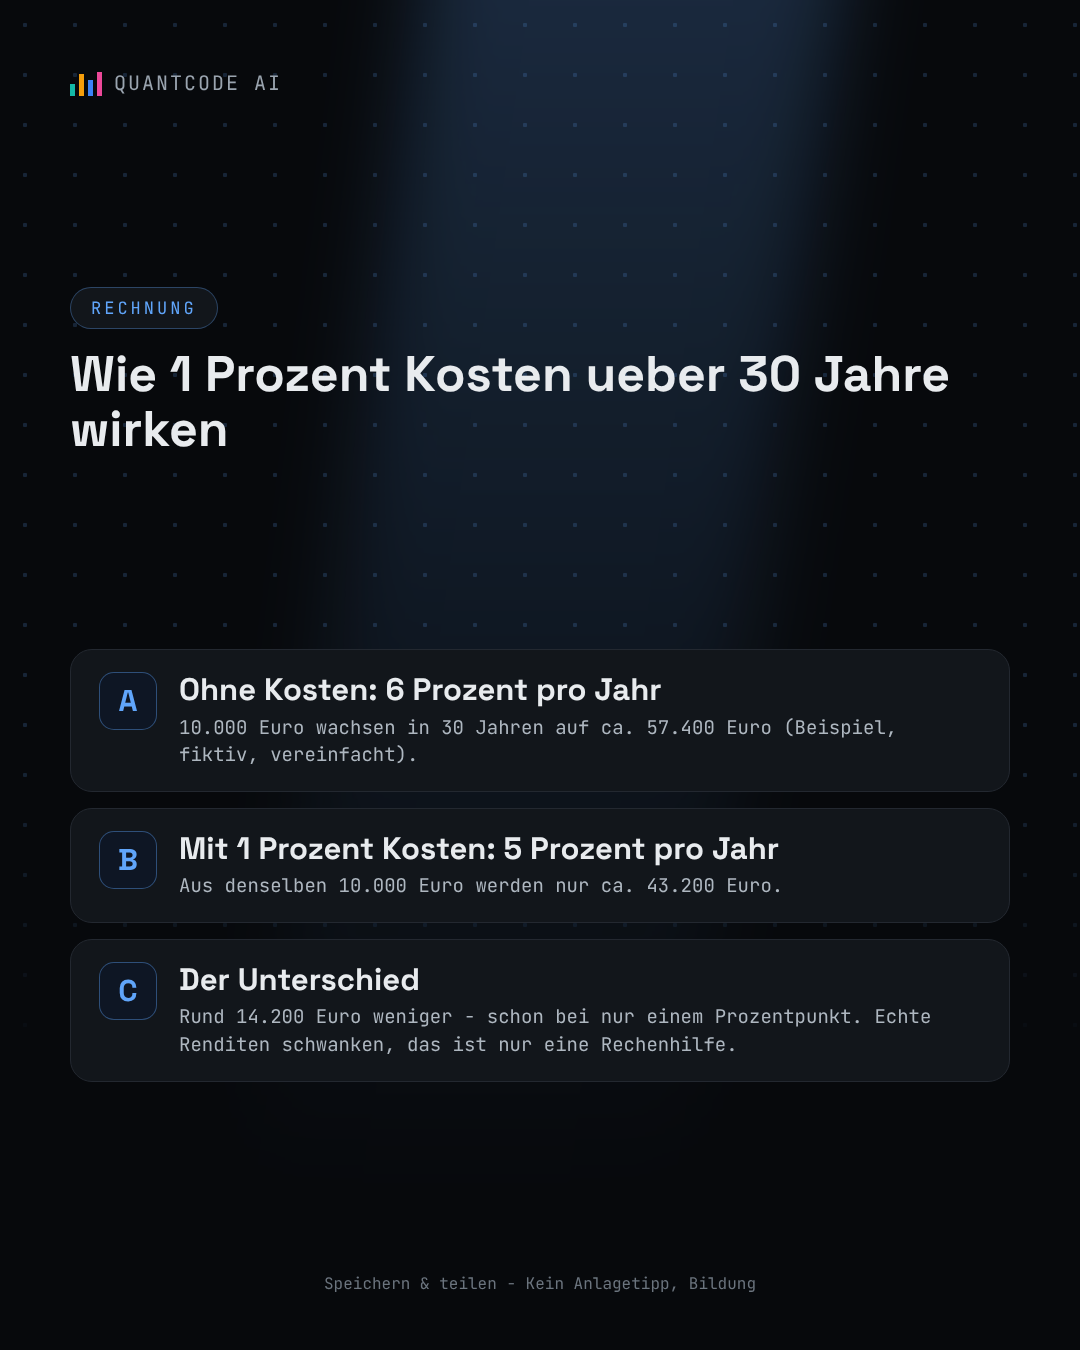 QUANTCODE AI
RECHNUNG
Wie 1 Prozent Kosten ueber 30 Jahre
wirken
A
Ohne Kosten: 6 Prozent pro Jahr
10.000 Euro wachsen in 30 Jahren auf ca. 57.400 Euro (Beispiel,
fiktiv, vereinfacht).
B
Mit 1 Prozent Kosten: 5 Prozent pro Jahr
Aus denselben 10.000 Euro werden nur ca. 43.200 Euro.
C
Der Unterschied
Rund 14.200 Euro weniger - schon bei nur einem Prozentpunkt. Echte
Renditen schwanken, das ist nur eine Rechenhilfe.
Speichern & teilen - Kein Anlagetipp, Bildung